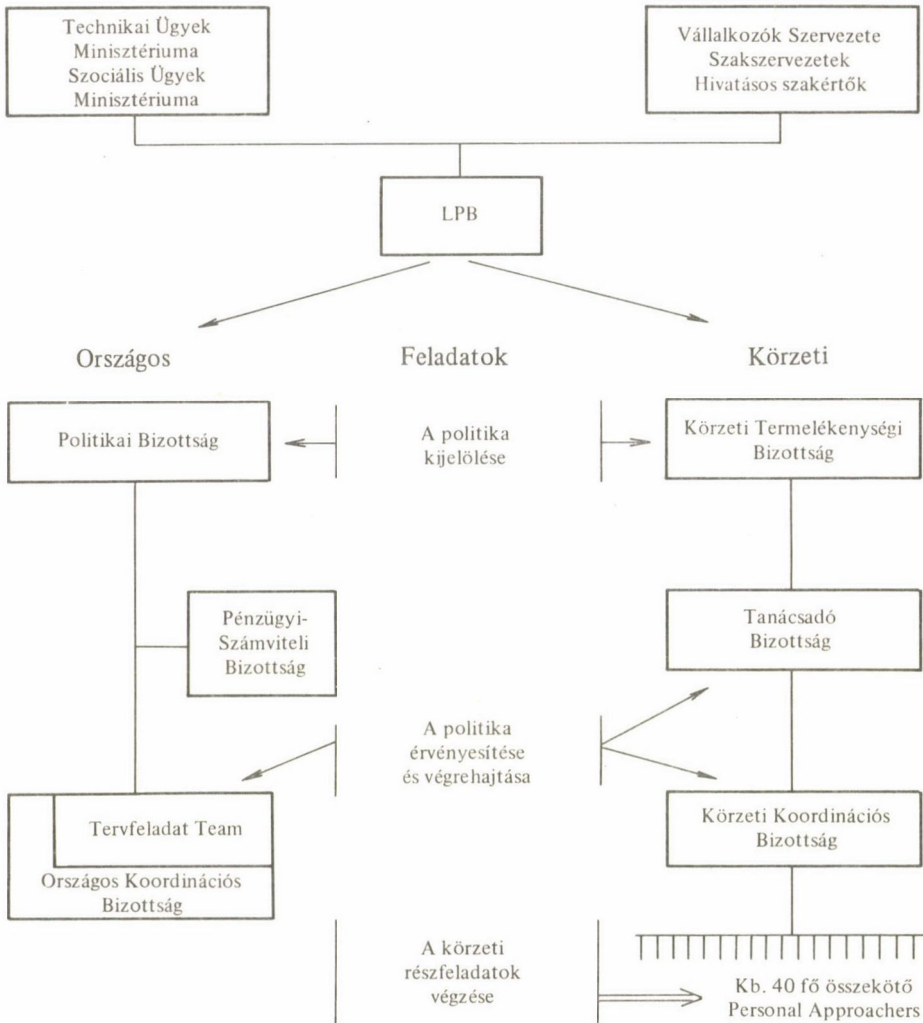 Technikai Ügyek
Minisztériuma
Szociális Ügyek
Minisztériuma
Vállalkozók Szervezete
Szakszervezetek
Hivatásos szakértők
LPB
Országos
Feladatok
Körzeti
Politikai Bizottság
A politika
kijelölése
Körzeti Termelékenységi
Bizottság
Pénzügyi-
Számviteli
Bizottság
Tanácsadó
Bizottság
A politika
érvényesítése
és végrehajtása
Tervfeladat Team
Országos Koordinációs
Bizottság
Körzeti Koordinációs
Bizottság
A körzeti
részfeladatok
végzése
Kb. 40 fő összekötő
Personal Approachers